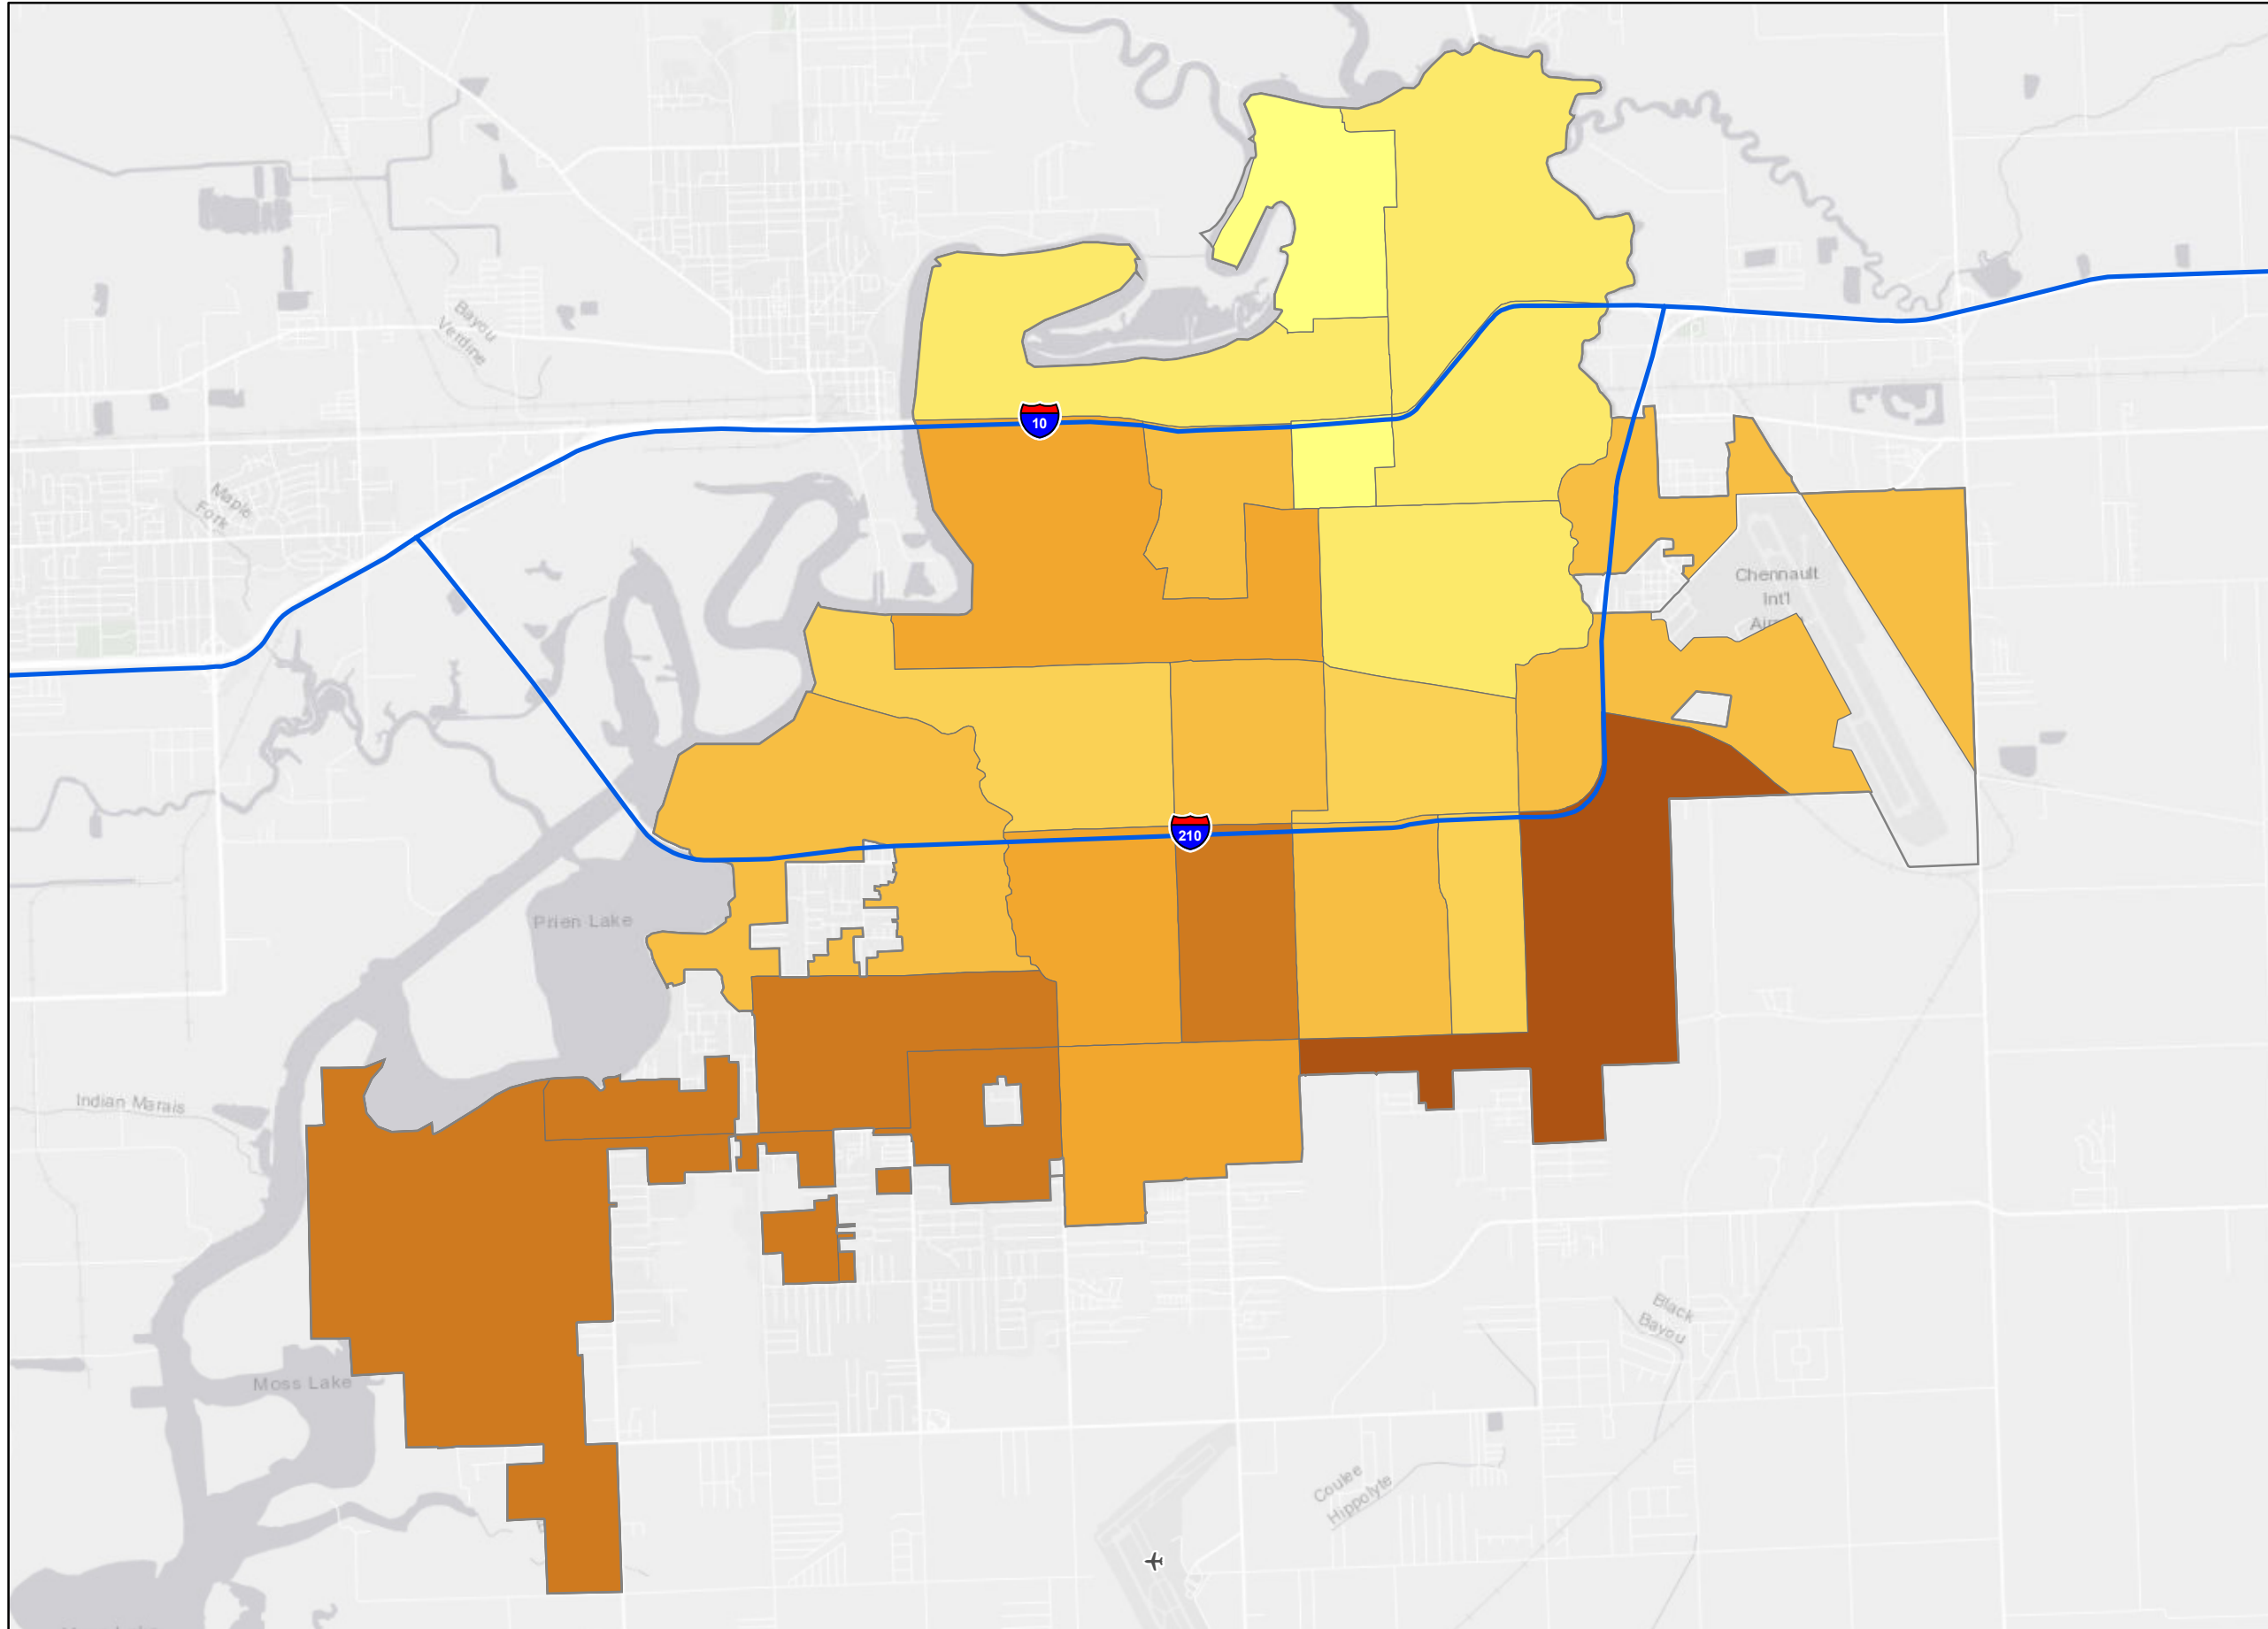 10
Bayou
Verdine
Maple
Fork
Chennault
Int'l
210
Prien Lake
Indian Marais
Black
Bayou
Moss Lake
Coulee
Hippolyte